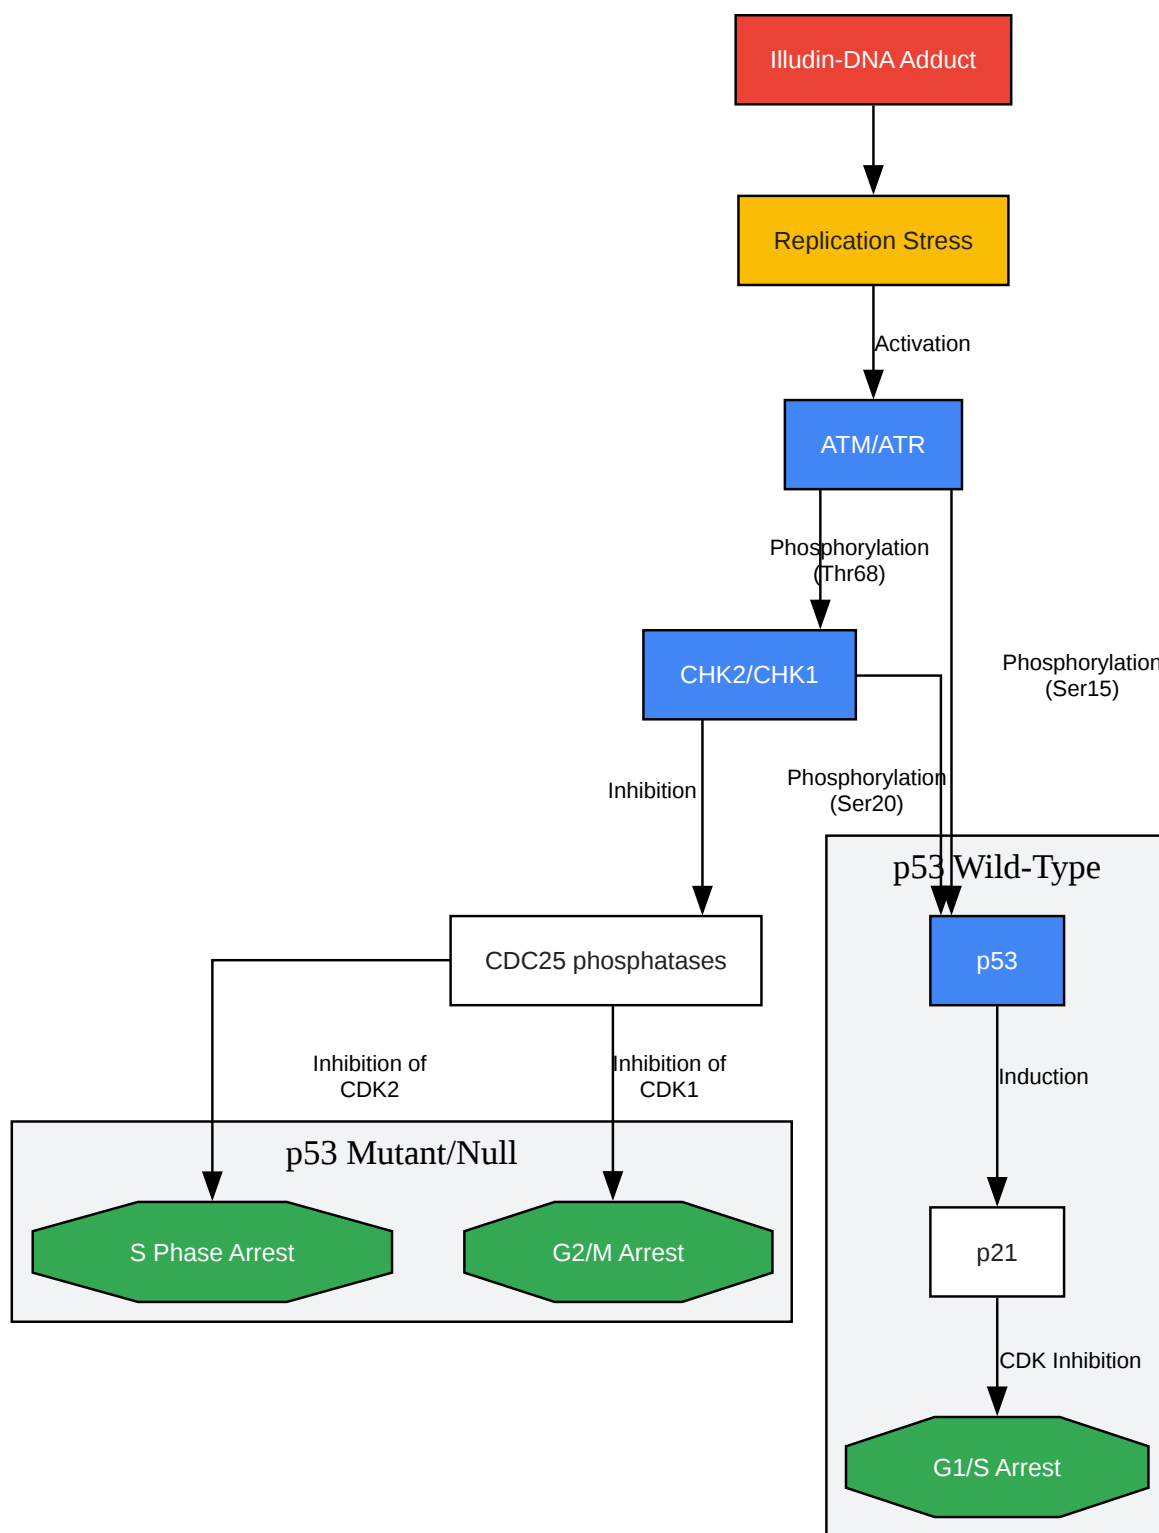 Illudin-DNA Adduct
Replication Stress
Activation
ATM/ATR
Phosphorylation
(Thr68)
Phosphorylation
(Ser15)
CHK2/CHK1
Inhibition
Phosphorylation
(Ser20)
p53 Wild-Type
CDC25 phosphatases
p53
Inhibition of
CDK2
Inhibition of
CDK1
Induction
p53 Mutant/Null
S Phase Arrest
G2/M Arrest
p21
CDK Inhibition
G1/S Arrest